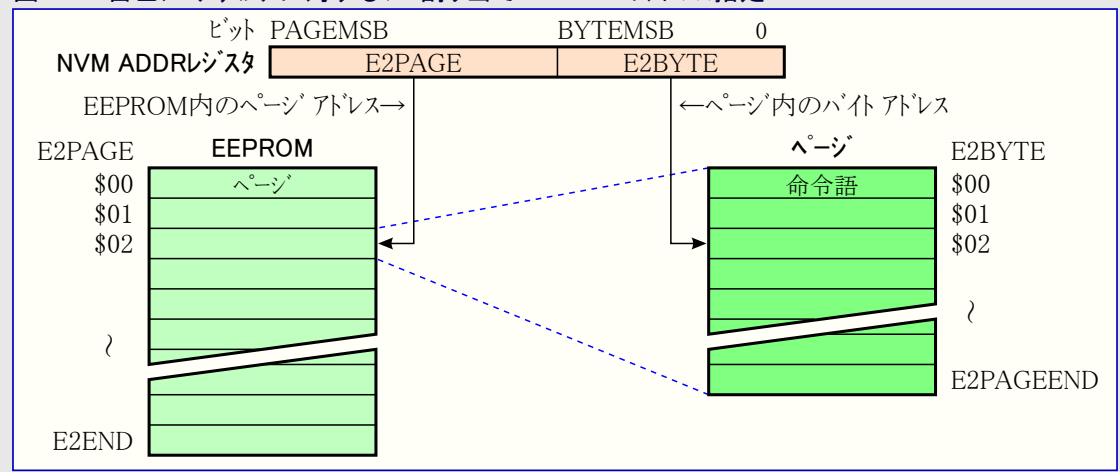 ビット PAGEMSB BYTEMSB 0
NVM ADDRレジスタ E2PAGE E2BYTE
EEPROM内のページ アドレス→ ←ページ内のバイト アドレス
E2PAGE EEPROM ページ E2BYTE
$00 ページ 命令語 $00
$01 $01
$02 $02
~ ~
E2PAGEEND
E2END